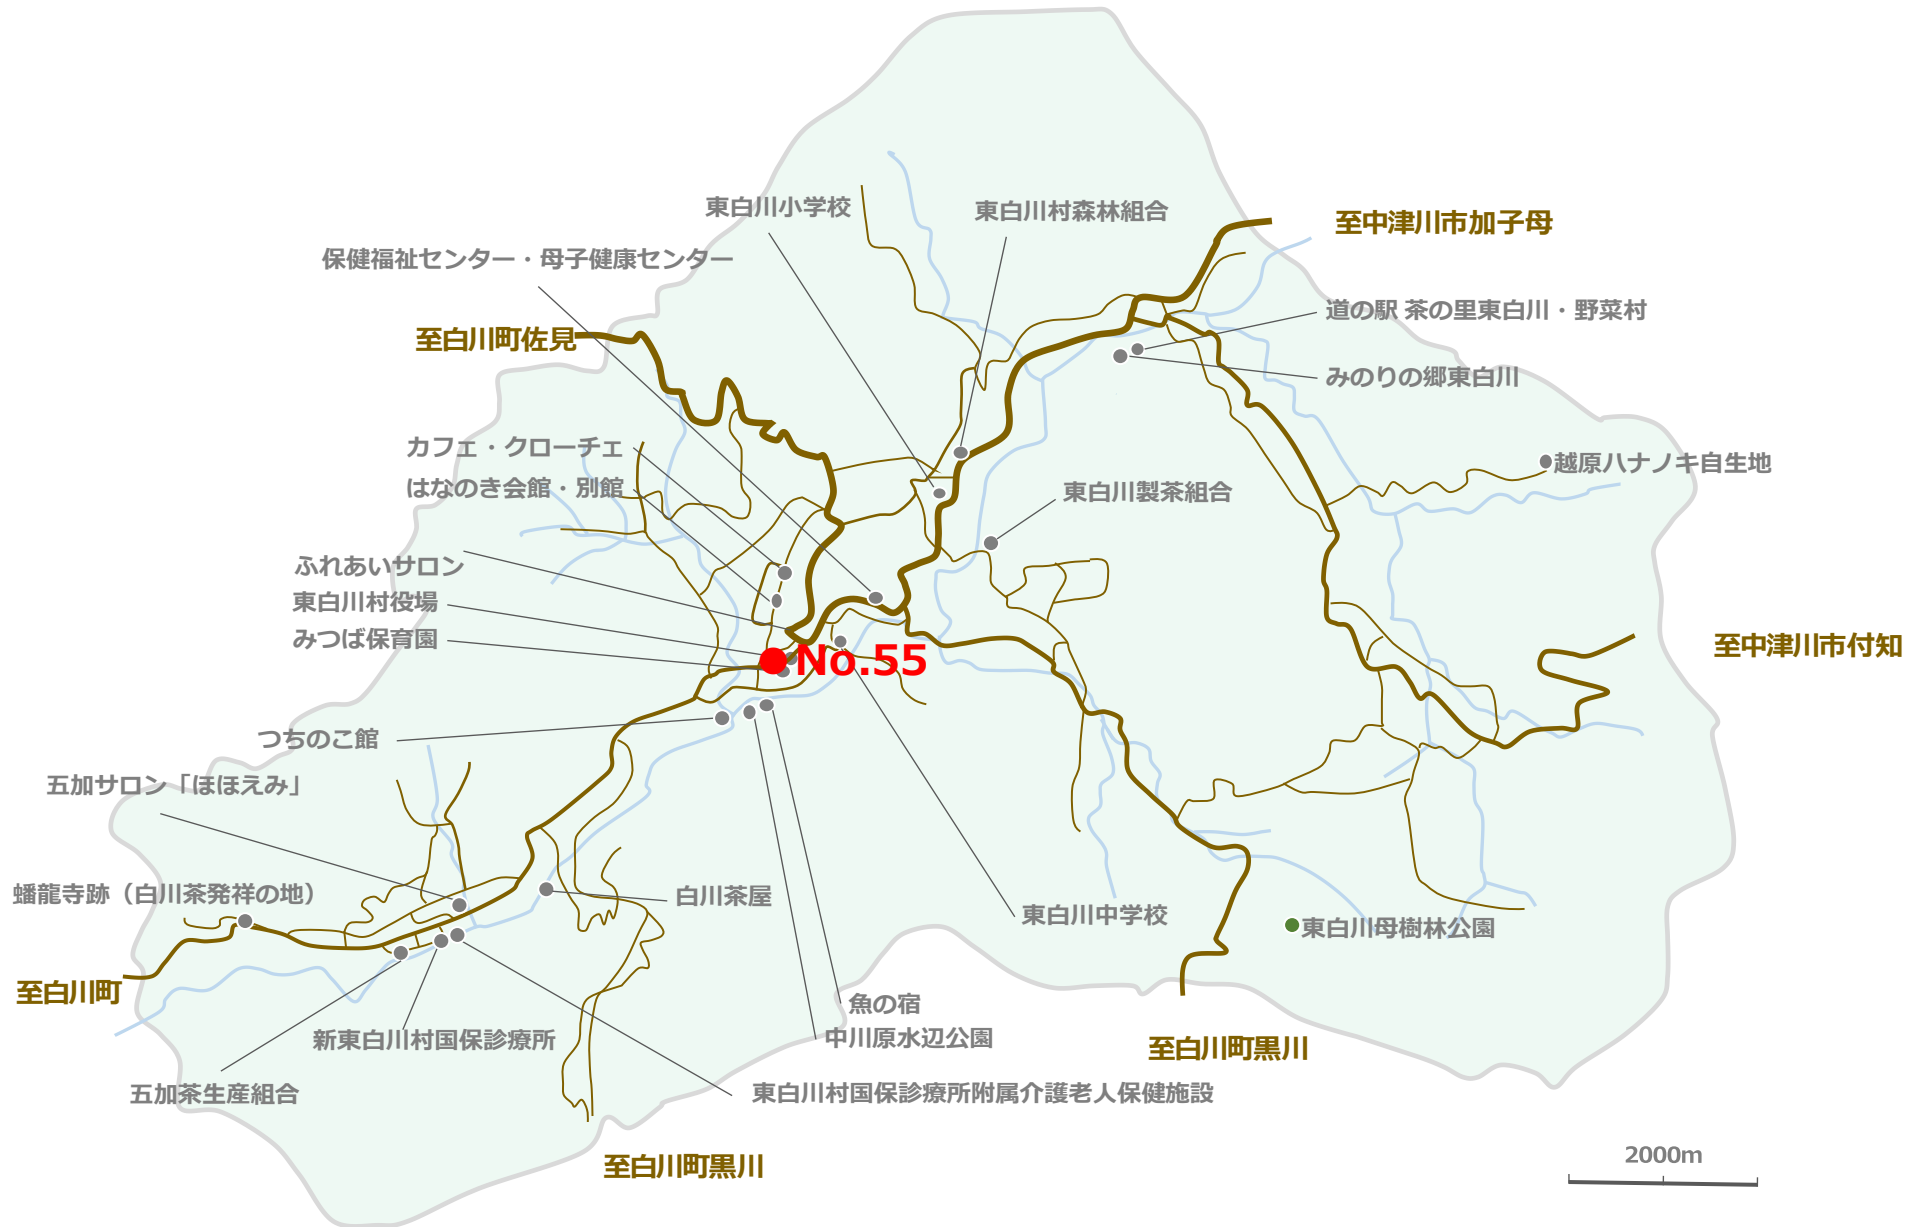 東白川小学校
東白川村森林組合
至中津川市加子母
保健福祉センター・母子健康センター
道の駅 茶の里東白川・野菜村
至白川町佐見
みのりの郷東白川
カフェ・クローチェ
越原ハナノキ自生地
はなのき会館・別館
東白川製茶組合
ふれあいサロン
東白川村役場
みつば保育園
至中津川市付知
No.55
つちのこ館
五加サロン「ほほえみ」
蟠龍寺跡（白川茶発祥の地）
白川茶屋
東白川中学校
東白川母樹林公園
至白川町
魚の宿
中川原水辺公園
新東白川村国保診療所
至白川町黒川
五加茶生産組合
東白川村国保診療所附属介護老人保健施設
至白川町黒川
2000m